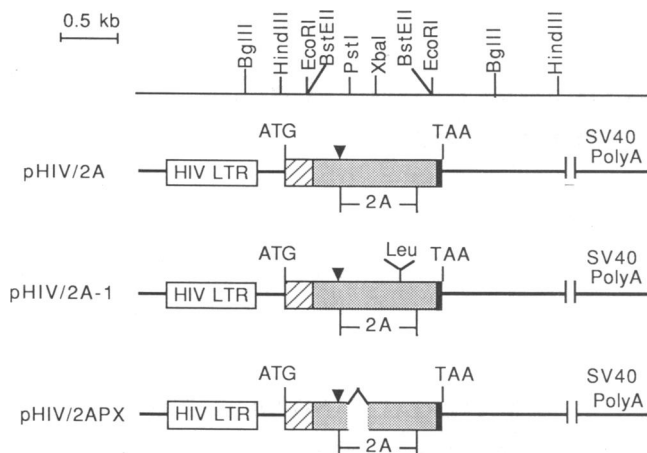 0.5 kb
BglII
HindIII
EcoRI
BstEII
PstI
XbaI
BstEII
EcoRI
BglII
HindIII
ATG
TAA
SV40
PolyA
pHIV/2A
HIV LTR
2A
ATG
Leu
TAA
SV40
PolyA
pHIV/2A-1
HIV LTR
2A
ATG
TAA
SV40
PolyA
pHIV/2APX
HIV LTR
2A